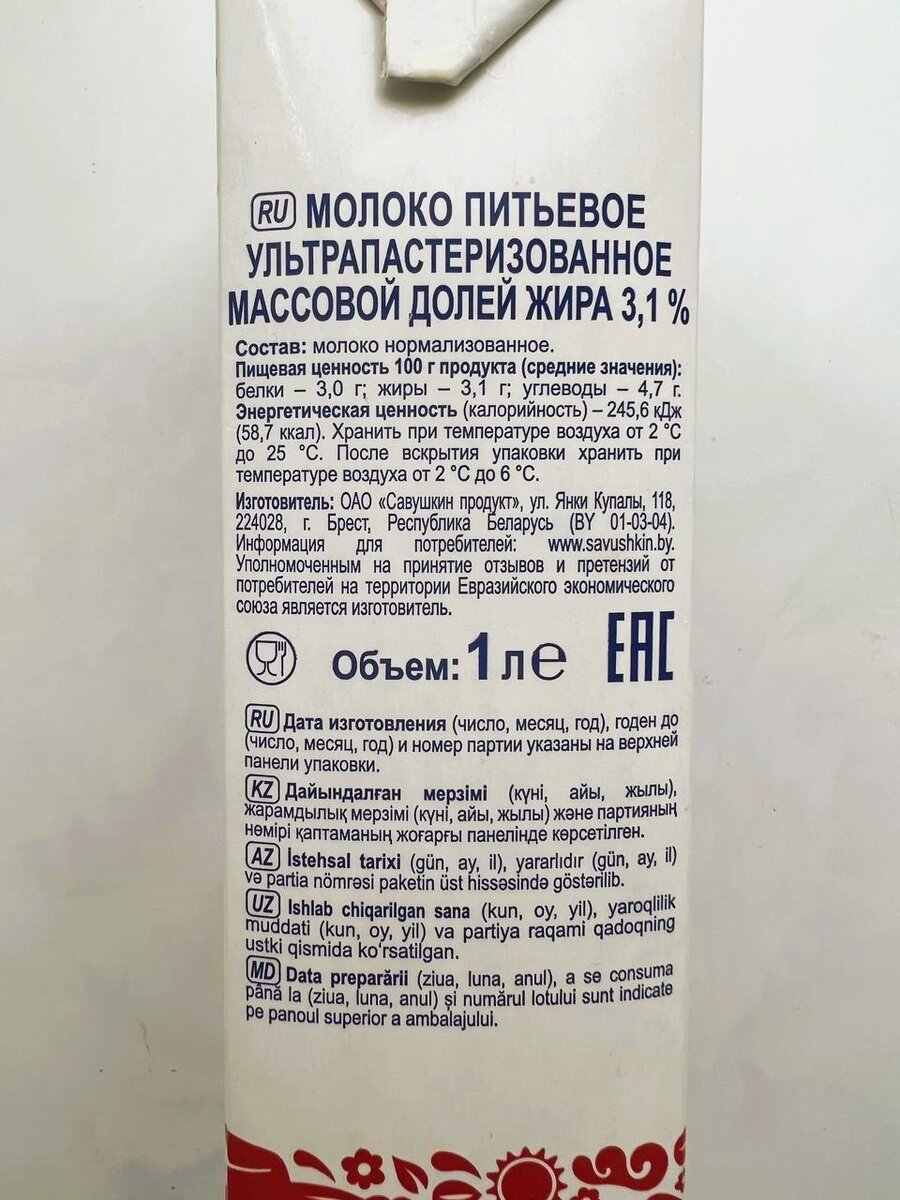 RU МОЛОКО ПИТЬЕВОЕ
УЛЬТРАПАСТЕРИЗОВАННОЕ
МАССОВОЙ ДОЛЕЙ ЖИРА 3,1 %
Состав: молоко нормализованное.
Пищевая ценность 100 г продукта (средние значения):
белки – 3,0 г; жиры – 3,1 г; углеводы – 4,7 г.
Энергетическая ценность (калорийность) – 245,6 кДж
(58,7 ккал). Хранить при температуре воздуха от 2 °С
до 25 °С. После вскрытия упаковки хранить при
температуре воздуха от 2 °С до 6 °С.
Изготовитель: ОАО «Савушкин продукт», ул. Янки Купалы, 118,
224028, г. Брест, Республика Беларусь (BY 01-03-04).
Информация для потребителей: www.savushkin.by.
Уполномоченным на принятие отзывов и претензий от
потребителей на территории Евразийского экономического
союза является изготовитель.
Объем: 1 л℮ EAC
RU Дата изготовления (число, месяц, год), годен до
(число, месяц, год) и номер партии указаны на верхней
панели упаковки.
KZ Дайындалған мерзімі (күні, айы, жылы),
жарамдылық мерзімі (күні, айы, жылы) және партияның
нөмірі қаптаманың жоғарғы панелінде көрсетілген.
AZ İstehsal tarixi (gün, ay, il), yararlıdır (gün, ay, il)
və partia nömrəsi paketin üst hissəsində göstərilib.
UZ Ishlab chiqarilgan sana (kun, oy, yil), yaroqlilik
muddati (kun, oy, yil) va partiya raqami qadoqning
ustki qismida ko‘rsatilgan.
MD Data preparării (ziua, luna, anul), a se consuma
până la (ziua, luna, anul) și numărul lotului sunt indicate
pe panoul superior a ambalajului.